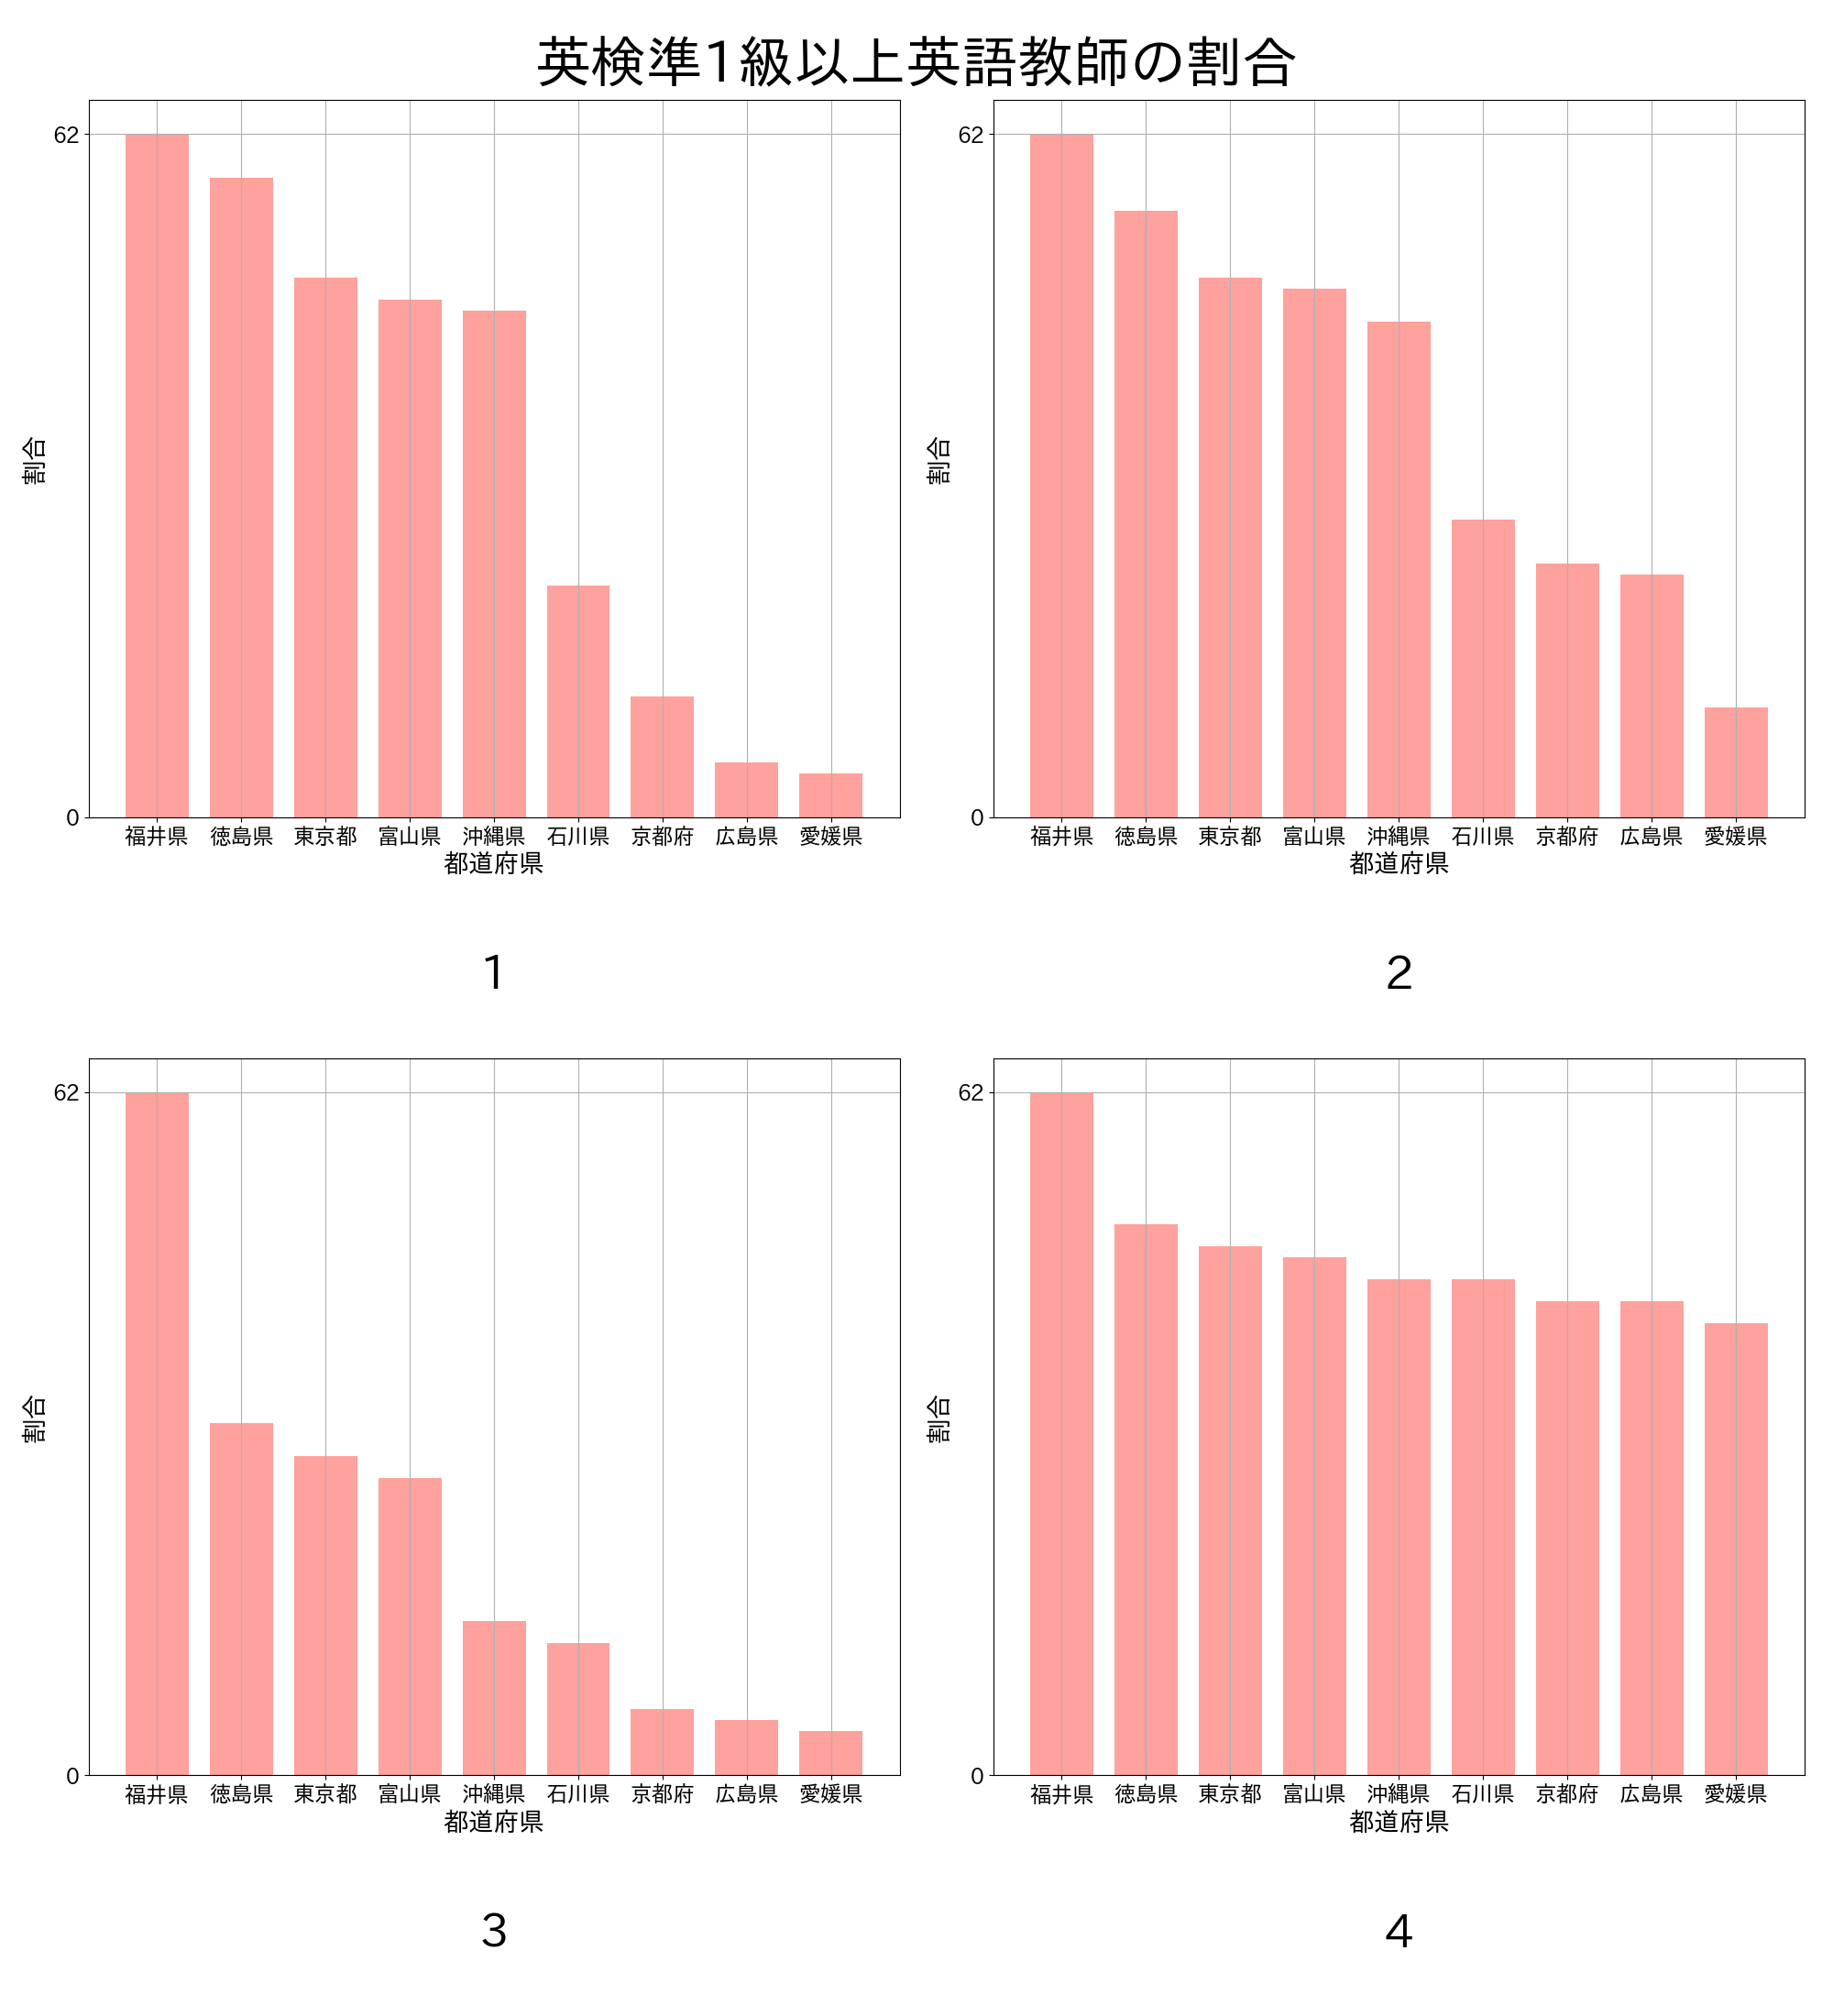 英検準1級以上英語教師の割合
62
0
割合
福井県 徳島県 東京都 富山県 沖縄県 石川県 京都府 広島県 愛媛県
都道府県
1
62
0
割合
福井県 徳島県 東京都 富山県 沖縄県 石川県 京都府 広島県 愛媛県
都道府県
2
62
0
割合
福井県 徳島県 東京都 富山県 沖縄県 石川県 京都府 広島県 愛媛県
都道府県
3
62
0
割合
福井県 徳島県 東京都 富山県 沖縄県 石川県 京都府 広島県 愛媛県
都道府県
4